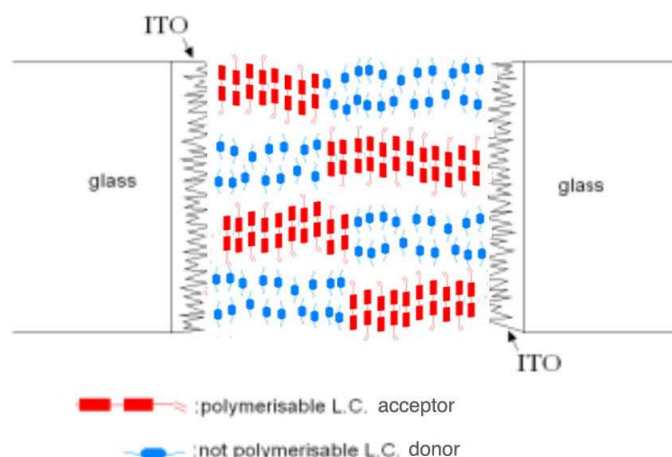 ITO
glass
glass
ITO
:polymerisable L.C. acceptor
:not polymerisable L.C. donor